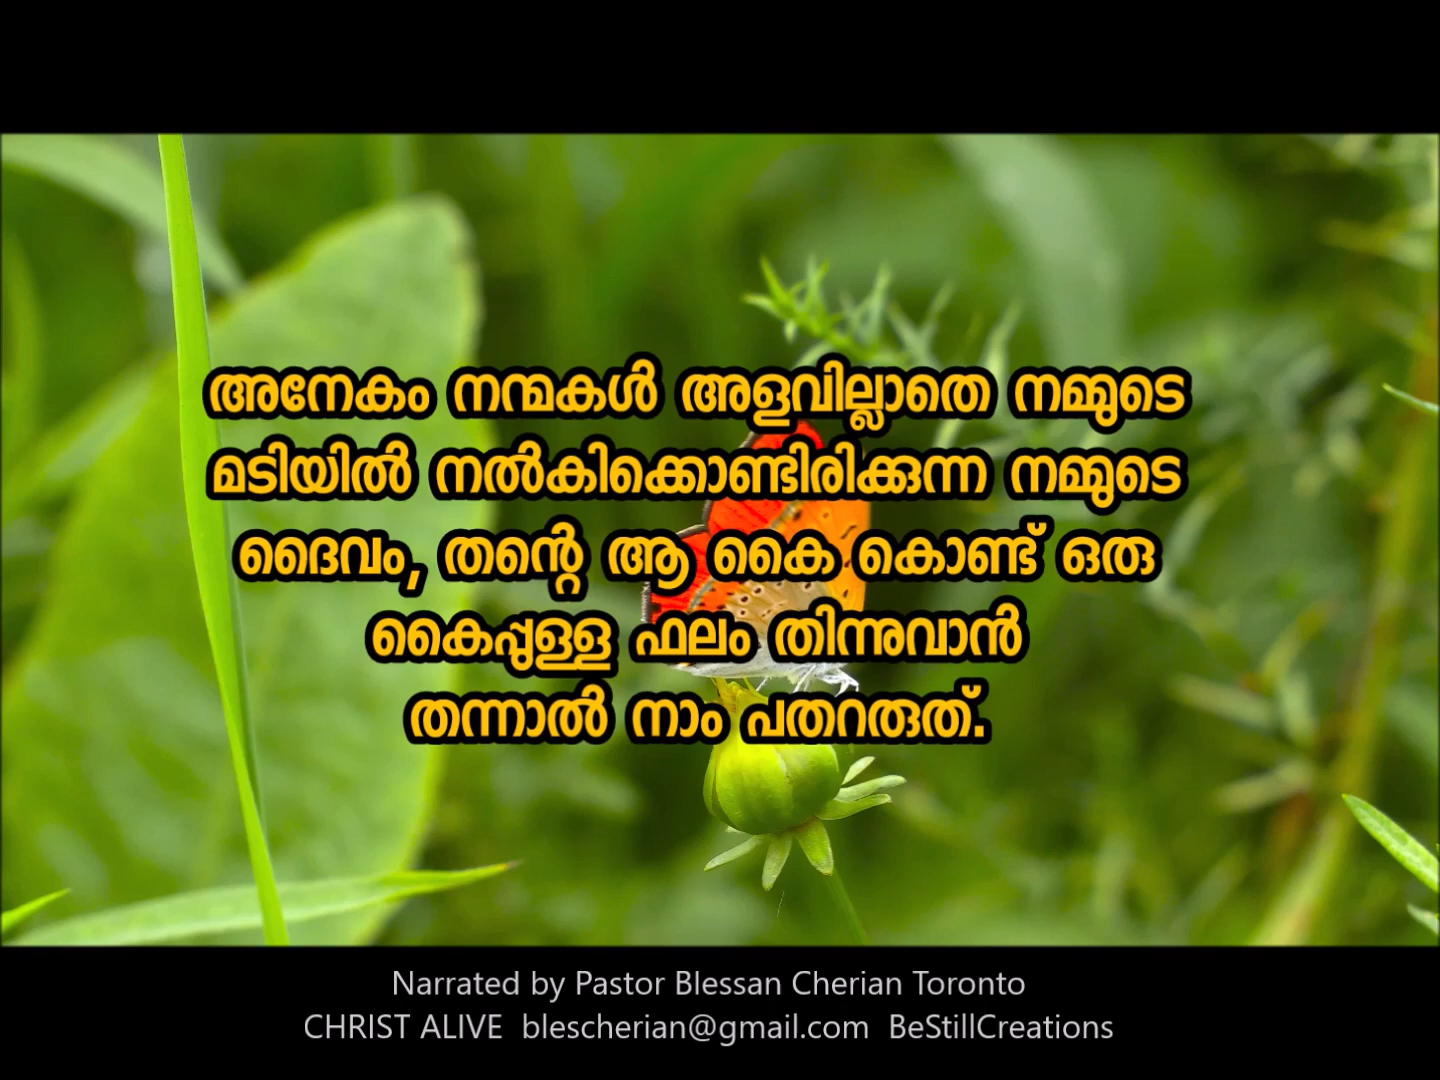 അനേകം നന്മകൾ അളവില്ലാതെ നമ്മുടെ
മടിയിൽ നൽകിക്കൊണ്ടിരിക്കുന്ന നമ്മുടെ
ദൈവം, തന്റെ ആ കൈ കൊണ്ട് ഒരു
കൈപ്പുള്ള ഫലം തിന്നുവാൻ
തന്നാൽ നാം പതറരുത്.
Narrated by Pastor Blessan Cherian Toronto
CHRIST ALIVE blescherian@gmail.com BeStillCreations